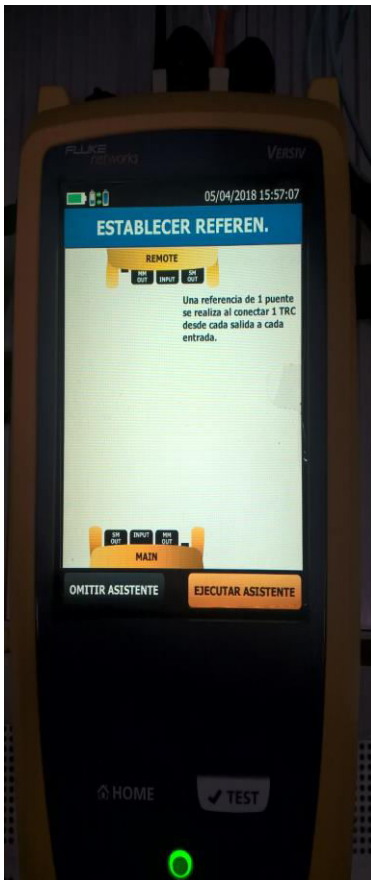 FLUKE
networks
VERSIV
05/04/2018 15:57:07
ESTABLECER REFEREN.
REMOTE
MM OUT
INPUT
SM OUT
Una referencia de 1 puente
se realiza al conectar 1 TRC
desde cada salida a cada
entrada.
SM OUT
INPUT
MM OUT
MAIN
OMITIR ASISTENTE
EJECUTAR ASISTENTE
HOME
TEST